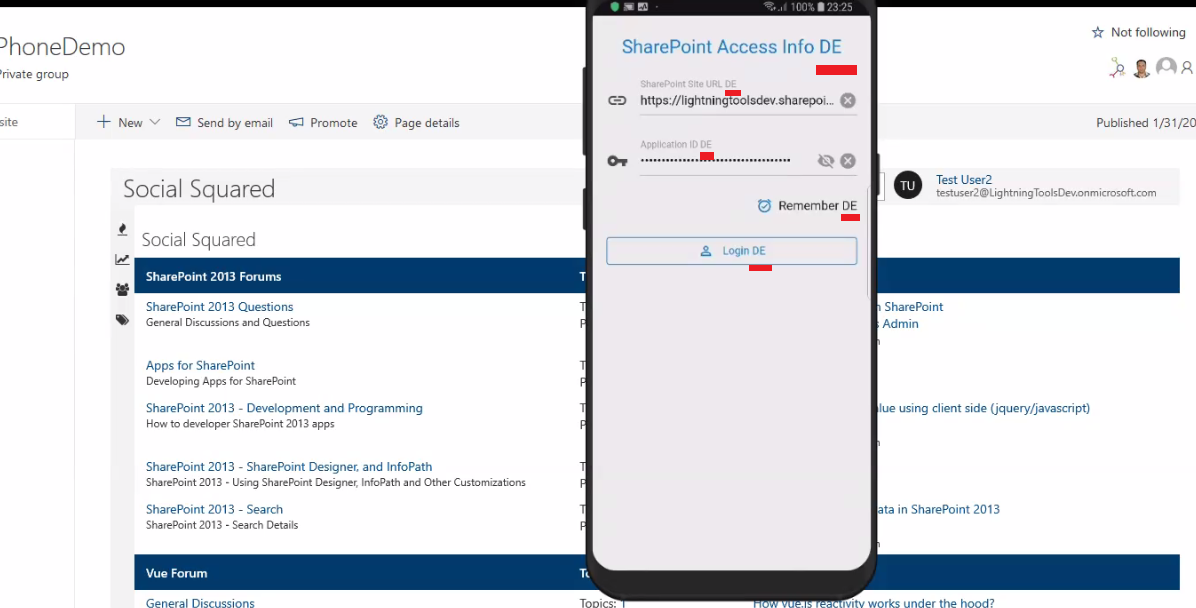 PhoneDemo
Private group
Not following
site
New
Send by email
Promote
Page details
Published 1/31/20
Social Squared
TU
Test User2
testuser2@LightningToolsDev.onmicrosoft.com
Social Squared
SharePoint 2013 Forums
SharePoint 2013 Questions
General Discussions and Questions
n SharePoint
s Admin
Apps for SharePoint
Developing Apps for SharePoint
SharePoint 2013 - Development and Programming
How to developer SharePoint 2013 apps
alue using client side (jquery/javascript)
SharePoint 2013 - SharePoint Designer, and InfoPath
SharePoint 2013 - Using SharePoint Designer, InfoPath and Other Customizations
SharePoint 2013 - Search
SharePoint 2013 - Search Details
ata in SharePoint 2013
Vue Forum
General Discussions
Topics: 1
How vue.js reactivity works under the hood?
100% 23:25
SharePoint Access Info DE
SharePoint Site URL DE
https://lightningtoolsdev.sharepoi...
Application ID DE
Remember DE
Login DE